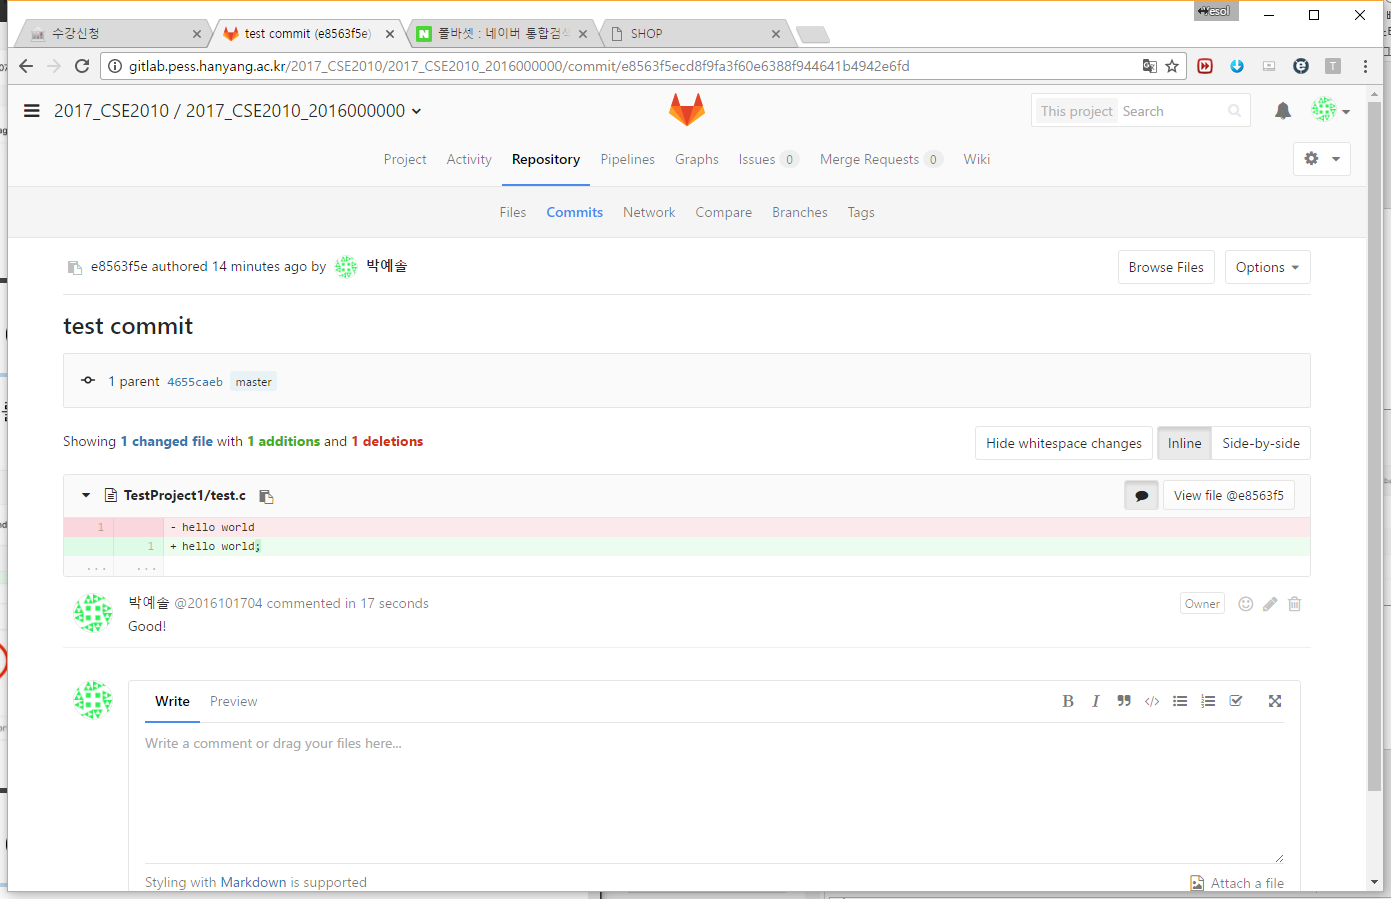 Yesol
수강신청
test commit (e8563f5e)
폴바셋 : 네이버 통합검색
SHOP
gitlab.pess.hanyang.ac.kr/2017_CSE2010/2017_CSE2010_2016000000/commit/e8563f5ecd8f9fa3f60e6388f944641b4942e6fd
2017_CSE2010 / 2017_CSE2010_2016000000
This project Search
Project Activity Repository Pipelines Graphs Issues 0 Merge Requests 0 Wiki
Files Commits Network Compare Branches Tags
e8563f5e authored 14 minutes ago by 박예솔
Browse Files Options
test commit
1 parent 4655caeb master
Showing 1 changed file with 1 additions and 1 deletions
Hide whitespace changes Inline Side-by-side
TestProject1/test.c
View file @e8563f5
1 - hello world
1 + hello world;
... ...
박예솔 @2016101704 commented in 17 seconds
Owner
Good!
Write Preview
B I
Write a comment or drag your files here...
Styling with Markdown is supported
Attach a file